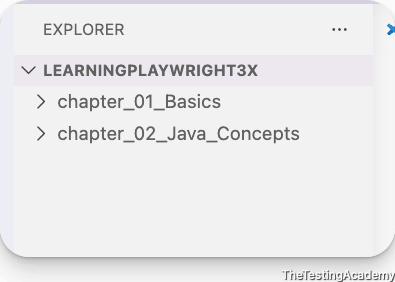 EXPLORER
LEARNINGPLAYWRIGHT3X
chapter_01_Basics
chapter_02_Java_Concepts
TheTestingAcademy